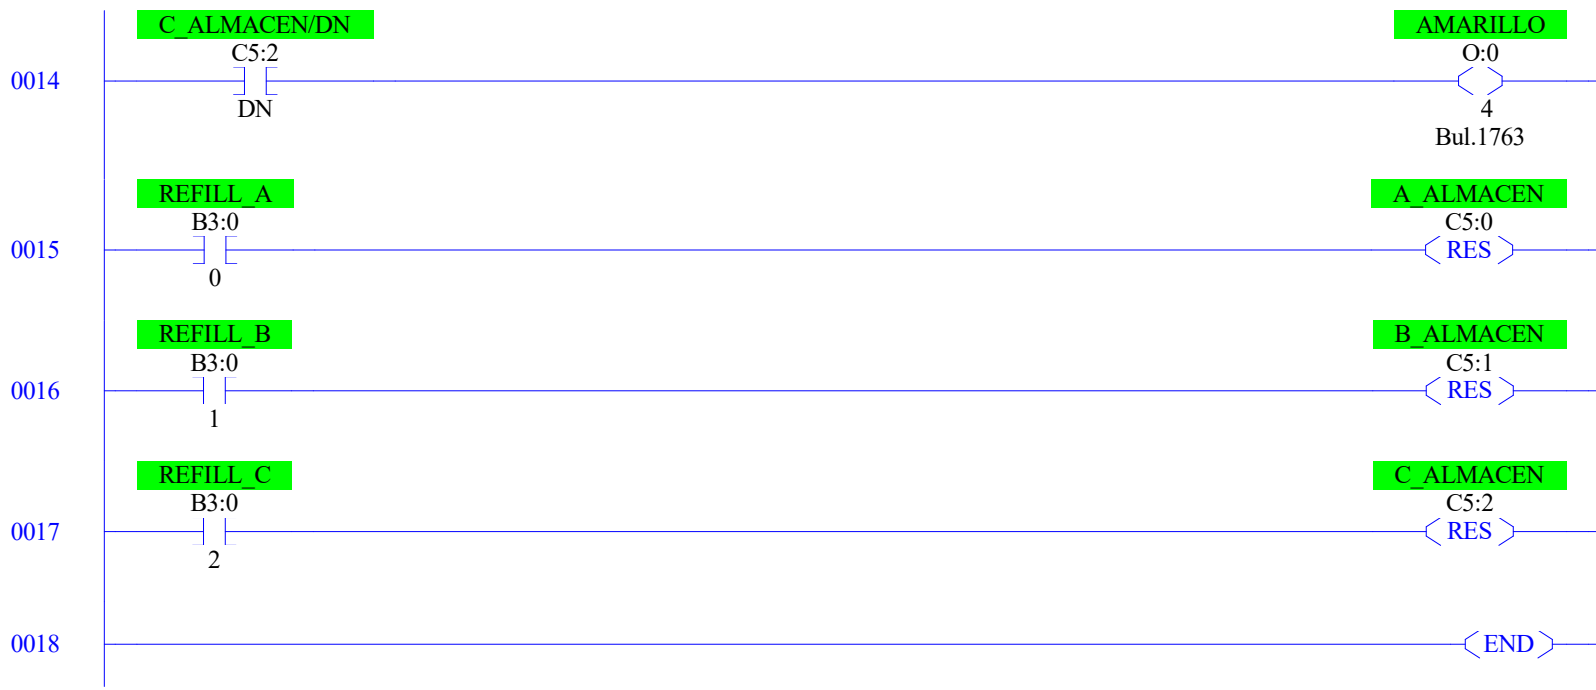 C_ALMACEN/DN AMARILLO
C5:2 O:0
0014
DN 4
Bul.1763
REFILL_A A_ALMACEN
B3:0 C5:0
0015 RES
0
REFILL_B B_ALMACEN
B3:0 C5:1
0016 RES
1
REFILL_C C_ALMACEN
B3:0 C5:2
0017 RES
2
0018 END